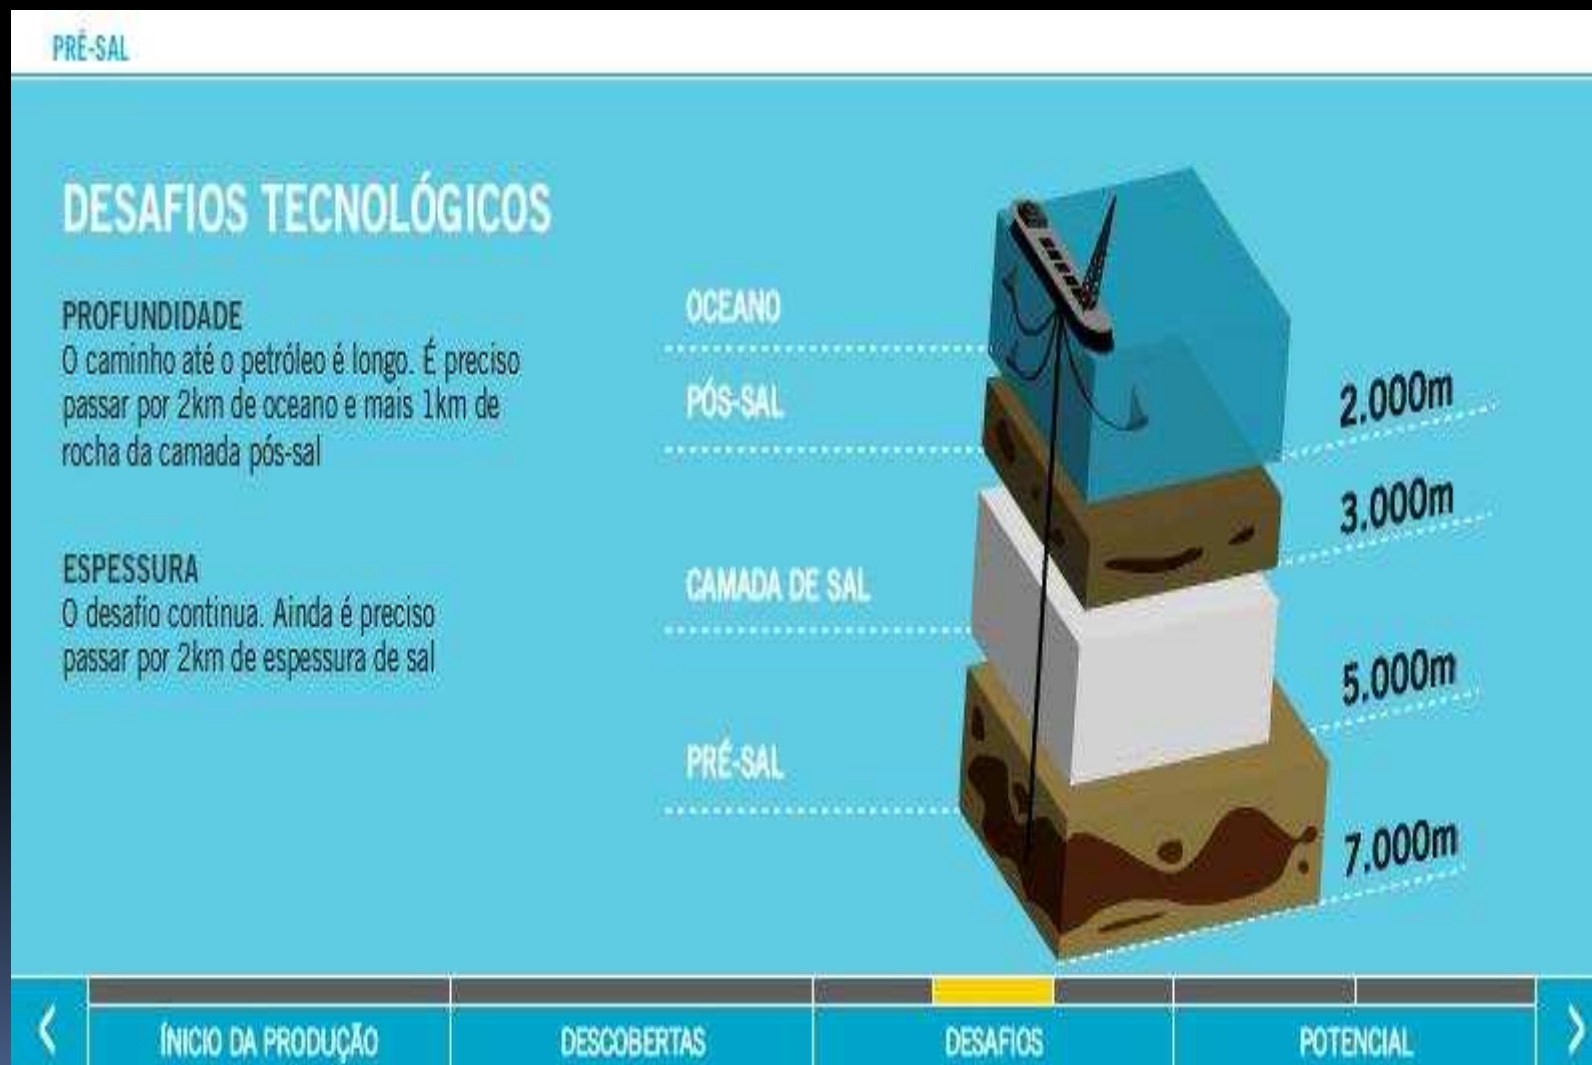 PRÉ-SAL
DESAFIOS TECNOLÓGICOS
PROFUNDIDADE
O caminho até o petróleo é longo. É preciso
passar por 2km de oceano e mais 1km de
rocha da camada pós-sal
ESPESSURA
O desafio continua. Ainda é preciso
passar por 2km de espessura de sal
OCEANO
PÓS-SAL
CAMADA DE SAL
PRÉ-SAL
2.000m
3.000m
5.000m
7.000m
ÍNICIO DA PRODUÇÃO
DESCOBERTAS
DESAFIOS
POTENCIAL